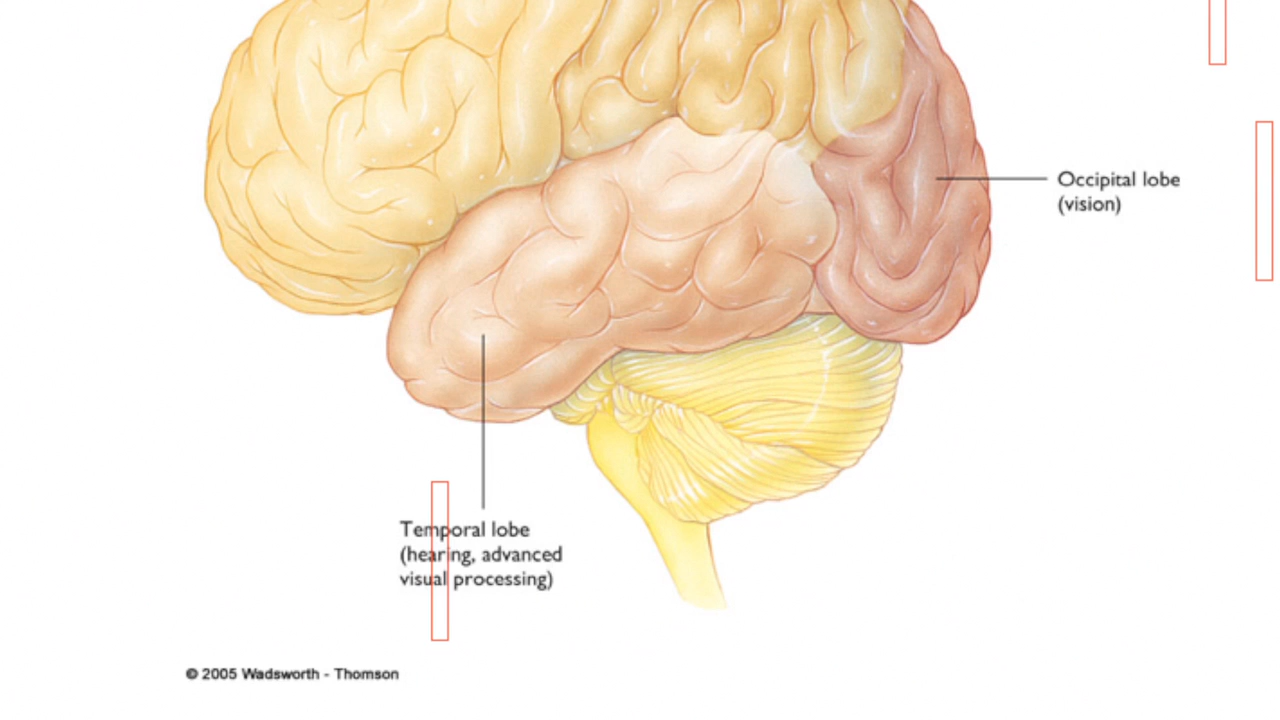 Occipital lobe
(vision)
Temporal lobe
(hearing, advanced
visual processing)
© 2005 Wadsworth - Thomson